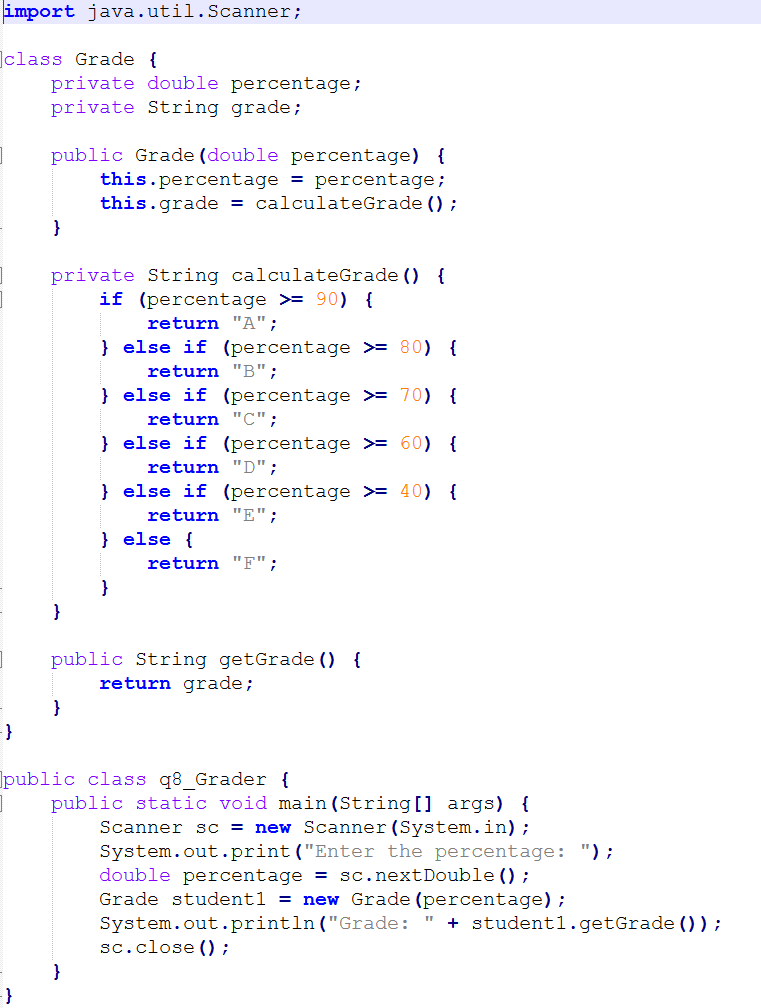 import java.util.Scanner;
class Grade {
private double percentage;
private String grade;
public Grade(double percentage) {
this.percentage = percentage;
this.grade = calculateGrade();
}
private String calculateGrade() {
if (percentage >= 90) {
return "A";
} else if (percentage >= 80) {
return "B";
} else if (percentage >= 70) {
return "C";
} else if (percentage >= 60) {
return "D";
} else if (percentage >= 40) {
return "E";
} else {
return "F";
}
}
public String getGrade() {
return grade;
}
}
public class q8_Grader {
public static void main(String[] args) {
Scanner sc = new Scanner(System.in);
System.out.print("Enter the percentage: ");
double percentage = sc.nextDouble();
Grade student1 = new Grade(percentage);
System.out.println("Grade: " + student1.getGrade());
sc.close();
}
}